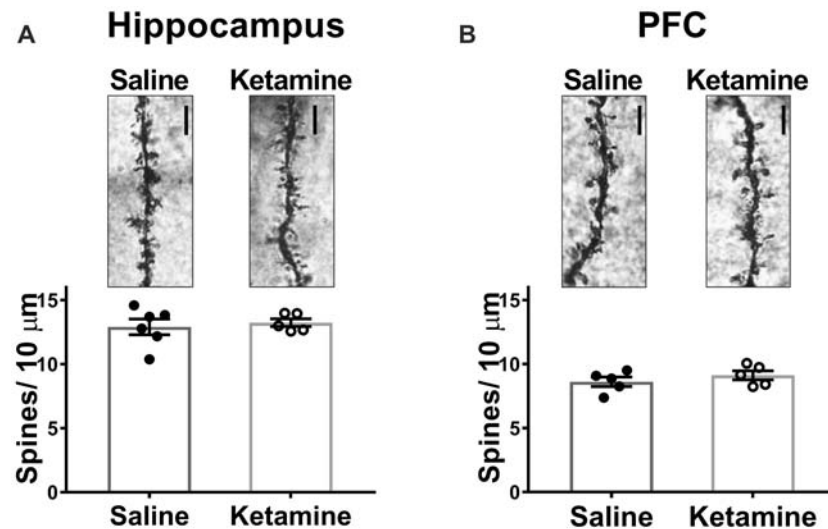 A
Hippocampus
Saline Ketamine
Spines/ 10 μm
15
10
5
0
Saline Ketamine
B
PFC
Saline Ketamine
Spines/ 10 μm
15
10
5
0
Saline Ketamine